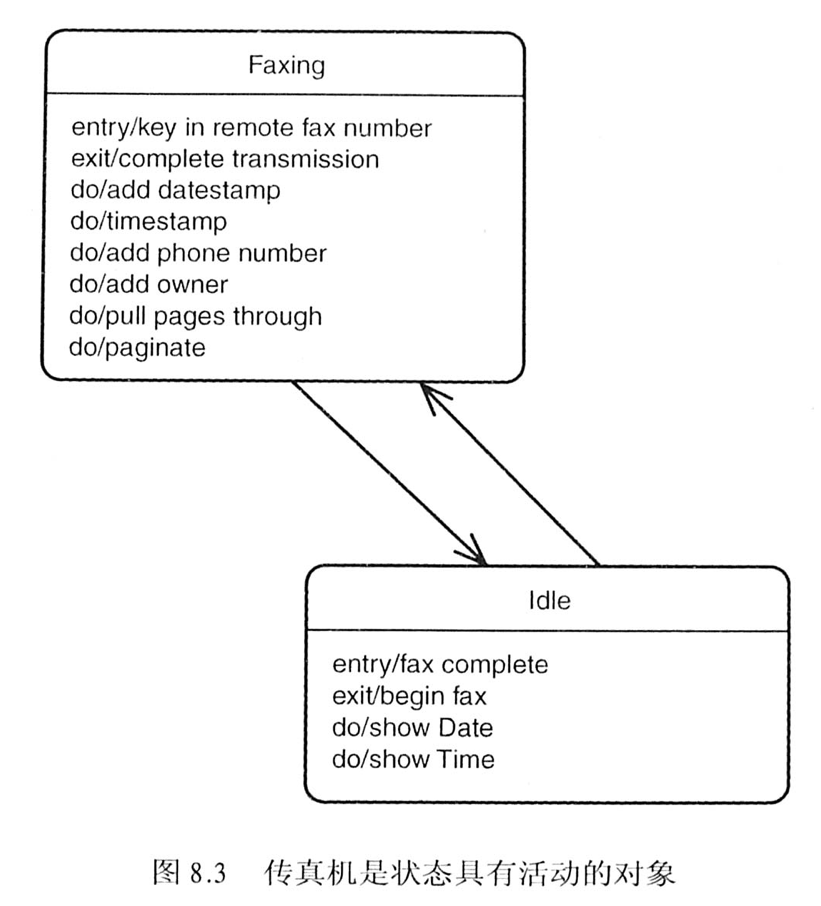 Faxing
entry/key in remote fax number
exit/complete transmission
do/add datestamp
do/timestamp
do/add phone number
do/add owner
do/pull pages through
do/paginate
Idle
entry/fax complete
exit/begin fax
do/show Date
do/show Time
图 8.3 传真机是状态具有活动的对象